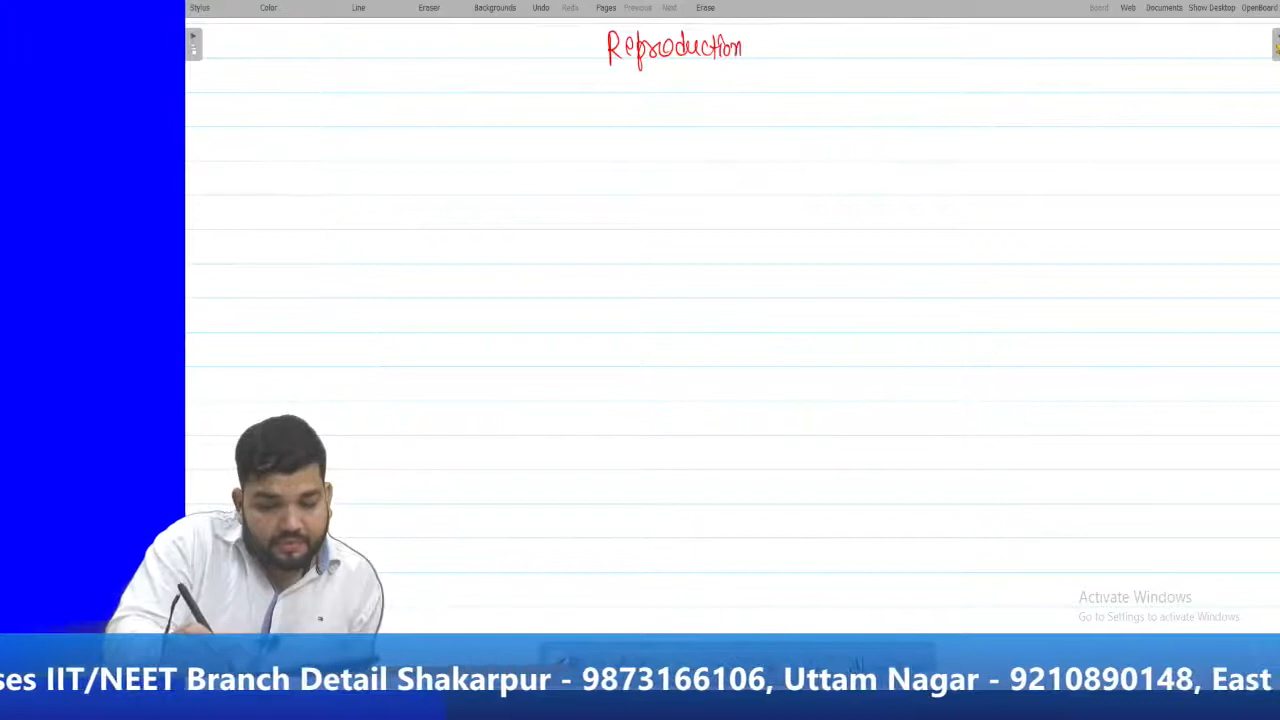 Stylus Color Line Eraser Backgrounds Undo Redo Pages Previous Next Erase Board Web Documents Show Desktop OpenBoard
Reproduction
Activate Windows
Go to Settings to activate Windows.
ses IIT/NEET Branch Detail Shakarpur - 9873166106, Uttam Nagar - 9210890148, East